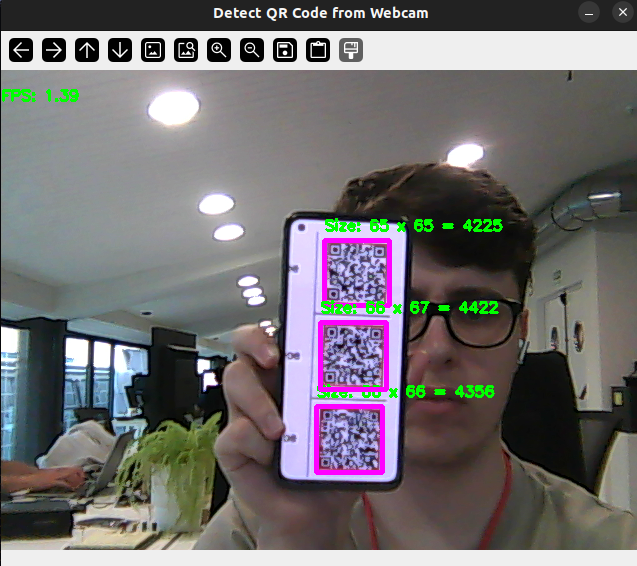 Detect QR Code from Webcam
FPS: 1.39
Size: 65 x 65 = 4225
Size: 66 x 67 = 4422
Size: 66 x 66 = 4356